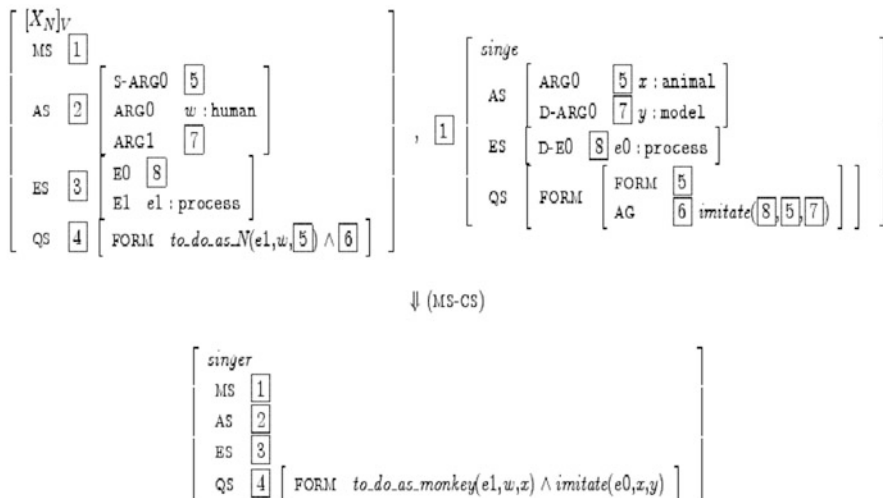 [X_N]_V
MS 1
AS 2 S-ARG0 5
ARG0 w : human
ARG1 7
ES 3 E0 8
E1 e1 : process
QS 4 FORM to_do_as_N(e1,w,5) ∧ 6
, 1
singe
AS ARG0 5 x : animal
D-ARG0 7 y : model
ES D-E0 8 e0 : process
QS FORM FORM 5
AG 6 imitate(8,5,7)
⇓ (MS-CS)
singer
MS 1
AS 2
ES 3
QS 4 FORM to_do_as_monkey(e1,w,x) ∧ imitate(e0,x,y)